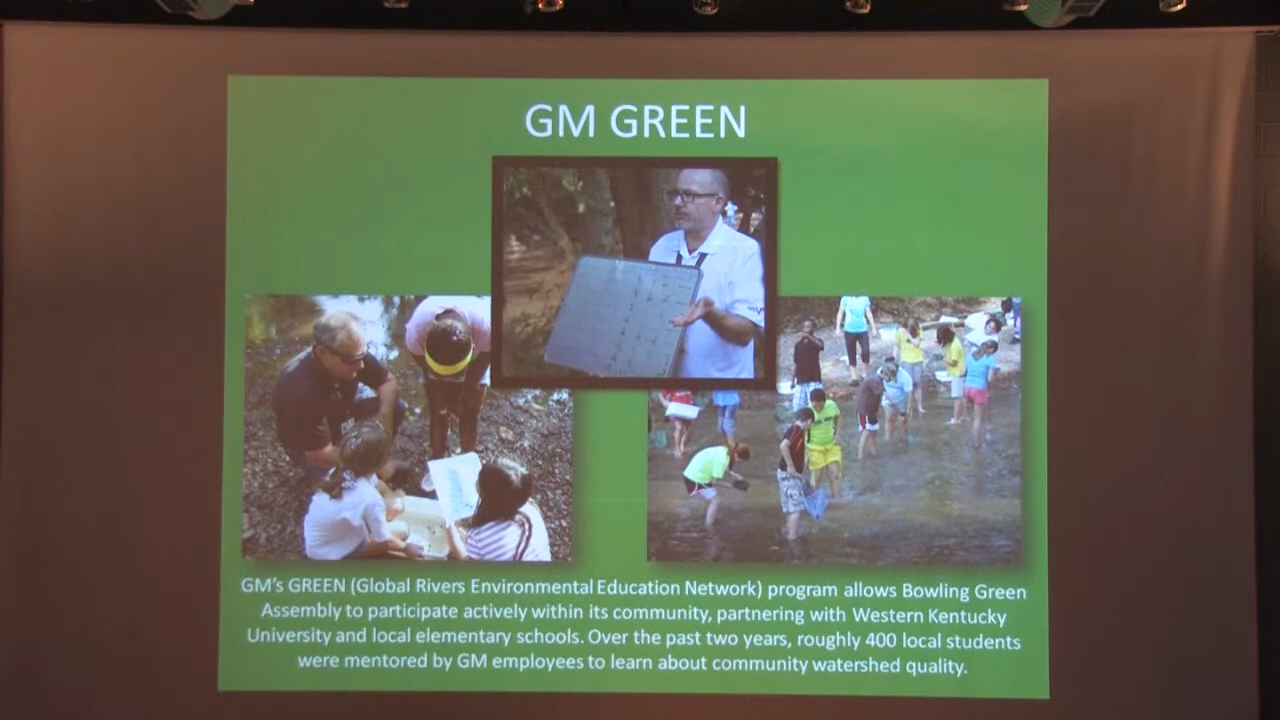 GM GREEN
GM's GREEN (Global Rivers Environmental Education Network) program allows Bowling Green
Assembly to participate actively within its community, partnering with Western Kentucky
University and local elementary schools. Over the past two years, roughly 400 local students
were mentored by GM employees to learn about community watershed quality.